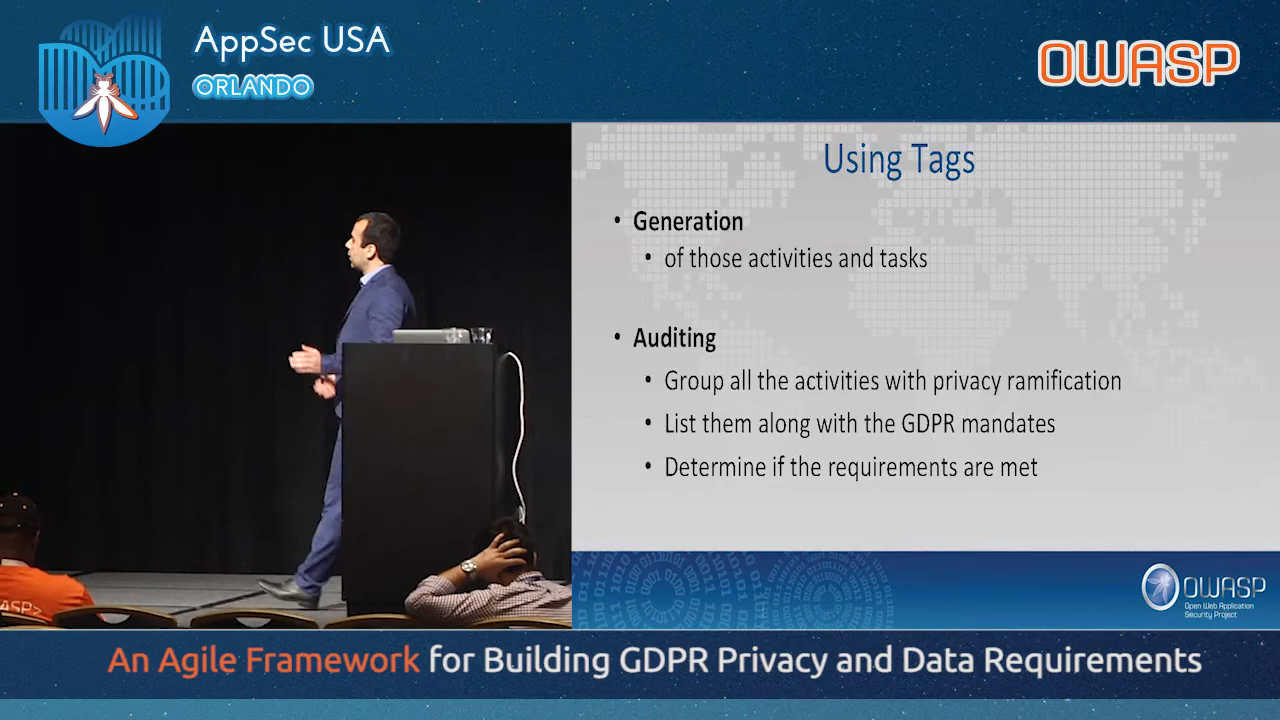 AppSec USA
ORLANDO
OWASP
Using Tags
• Generation
• of those activities and tasks
• Auditing
• Group all the activities with privacy ramification
• List them along with the GDPR mandates
• Determine if the requirements are met
OWASP
Open Web Application
Security Project
An Agile Framework for Building GDPR Privacy and Data Requirements